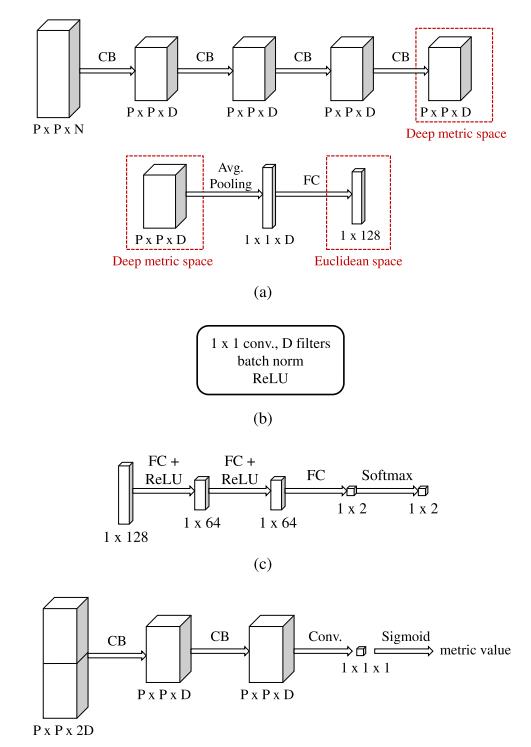 CB CB CB CB
P x P x N
P x P x D P x P x D P x P x D P x P x D
Deep metric space
Avg.
Pooling
FC
P x P x D
1 x 1 x D
1 x 128
Deep metric space
Euclidean space
(a)
1 x 1 conv., D filters
batch norm
ReLU
(b)
FC +
ReLU
FC +
ReLU
FC
Softmax
1 x 128
1 x 64
1 x 64
1 x 2
1 x 2
(c)
CB
CB
Conv.
Sigmoid
metric value
P x P x 2D
P x P x D
P x P x D
1 x 1 x 1